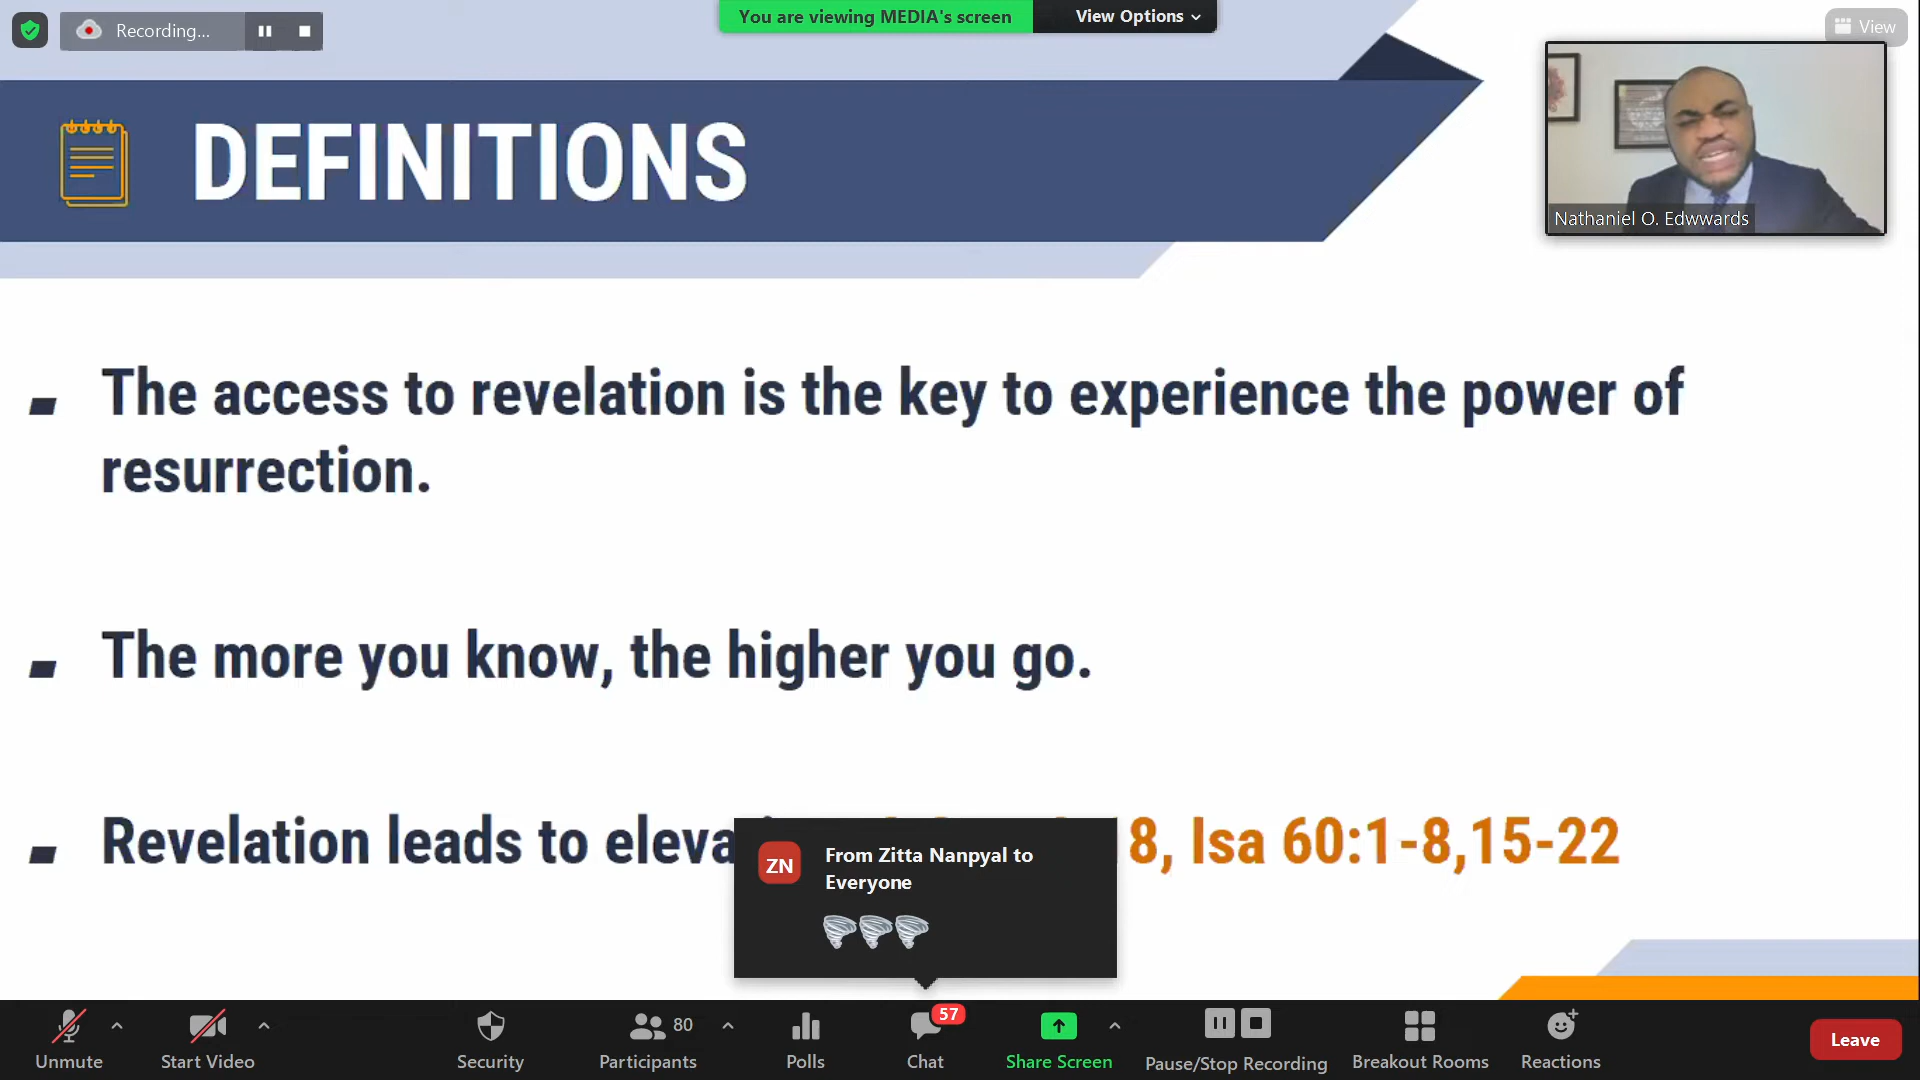 Recording...
You are viewing MEDIA's screen View Options
View
DEFINITIONS
Nathaniel O. Edwwards
The access to revelation is the key to experience the power of
resurrection.
The more you know, the higher you go.
Revelation leads to 8, Isa 60:1-8,15-22
ZN
From Zitta Nanpyal to
Everyone
57
80
Unmute
Start Video
Security
Participants
Polls
Chat
Share Screen
Pause/Stop Recording
Breakout Rooms
Reactions
Leave